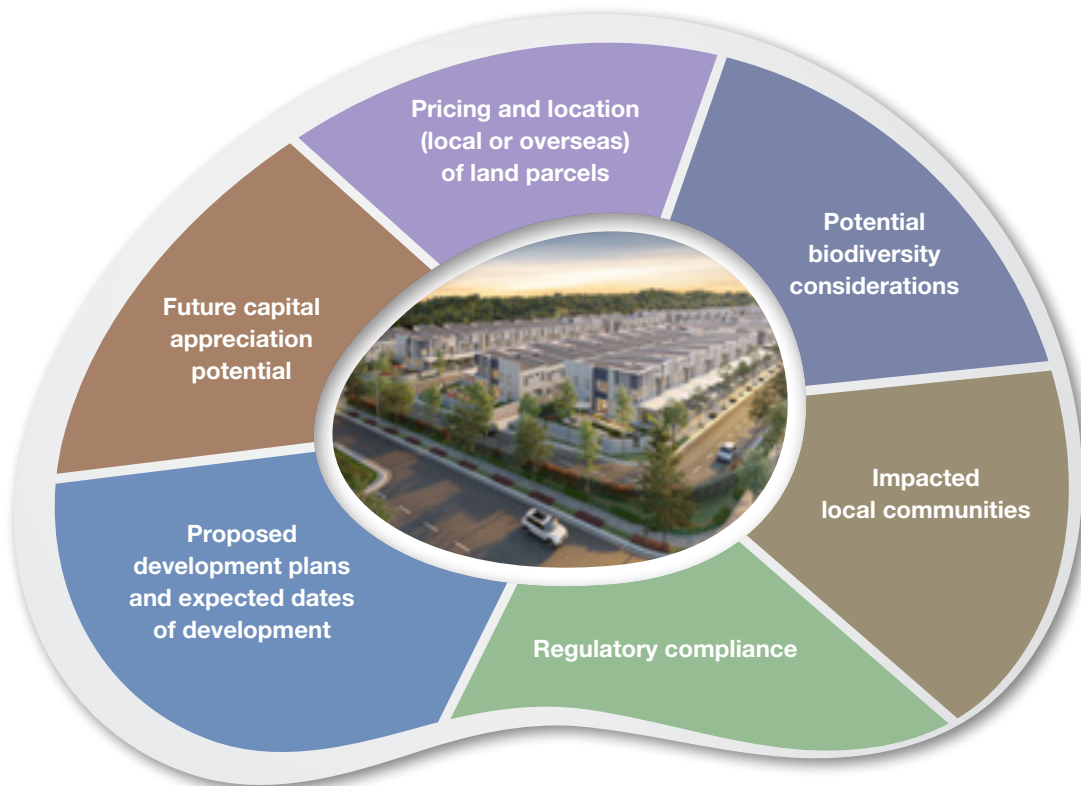 Pricing and location
(local or overseas)
of land parcels
Potential
biodiversity
considerations
Impacted
local communities
Regulatory compliance
Proposed
development plans
and expected dates
of development
Future capital
appreciation
potential